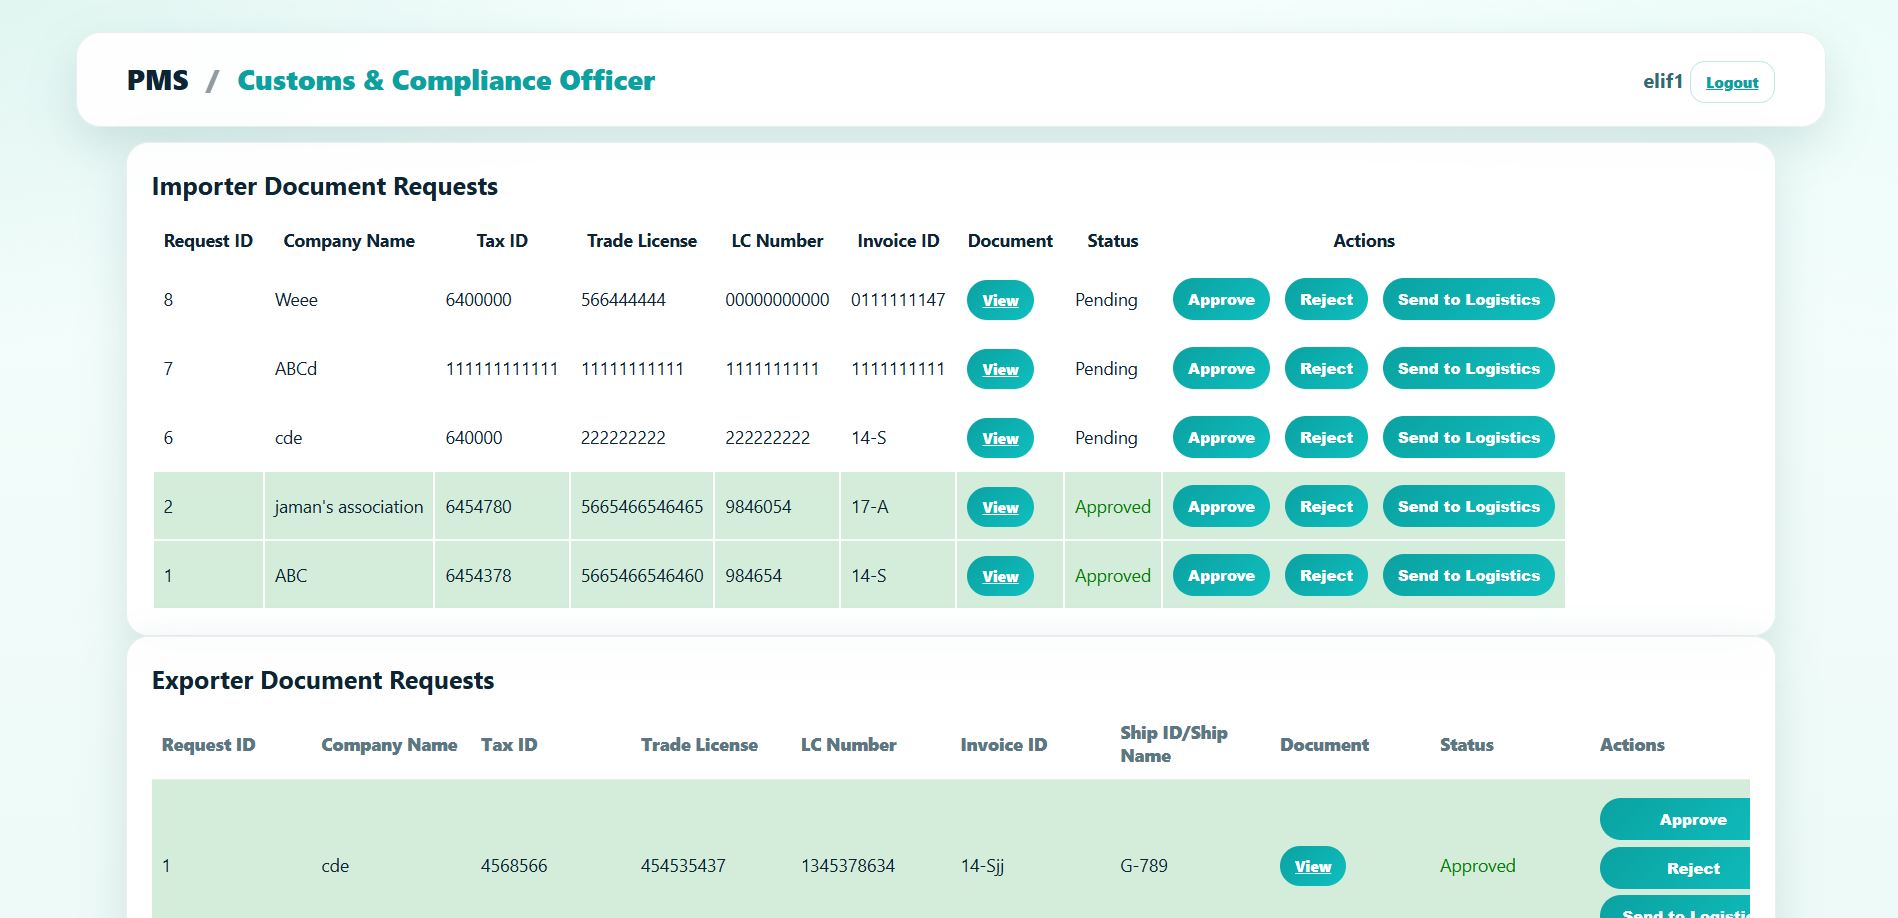 PMS / Customs & Compliance Officer
elif1 Logout
Importer Document Requests
Request ID Company Name Tax ID Trade License LC Number Invoice ID Document Status Actions
8 Weee 6400000 566444444 00000000000 0111111147 View Pending Approve Reject Send to Logistics
7 ABCd 111111111111 11111111111 1111111111 1111111111 View Pending Approve Reject Send to Logistics
6 cde 640000 222222222 222222222 14-S View Pending Approve Reject Send to Logistics
2 jaman's association 6454780 5665466546465 9846054 17-A View Approved Approve Reject Send to Logistics
1 ABC 6454378 5665466546460 984654 14-S View Approved Approve Reject Send to Logistics
Exporter Document Requests
Request ID Company Name Tax ID Trade License LC Number Invoice ID Ship ID/Ship Name Document Status Actions
1 cde 4568566 454535437 1345378634 14-Sjj G-789 View Approved
Approve
Reject
Send to Logistic